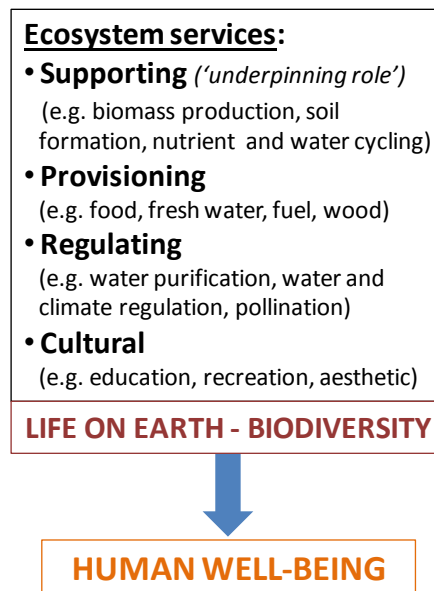 Ecosystem services:
• Supporting (‘underpinning role’)
(e.g. biomass production, soil
formation, nutrient and water cycling)
• Provisioning
(e.g. food, fresh water, fuel, wood)
• Regulating
(e.g. water purification, water and
climate regulation, pollination)
• Cultural
(e.g. education, recreation, aesthetic)
LIFE ON EARTH - BIODIVERSITY
HUMAN WELL-BEING